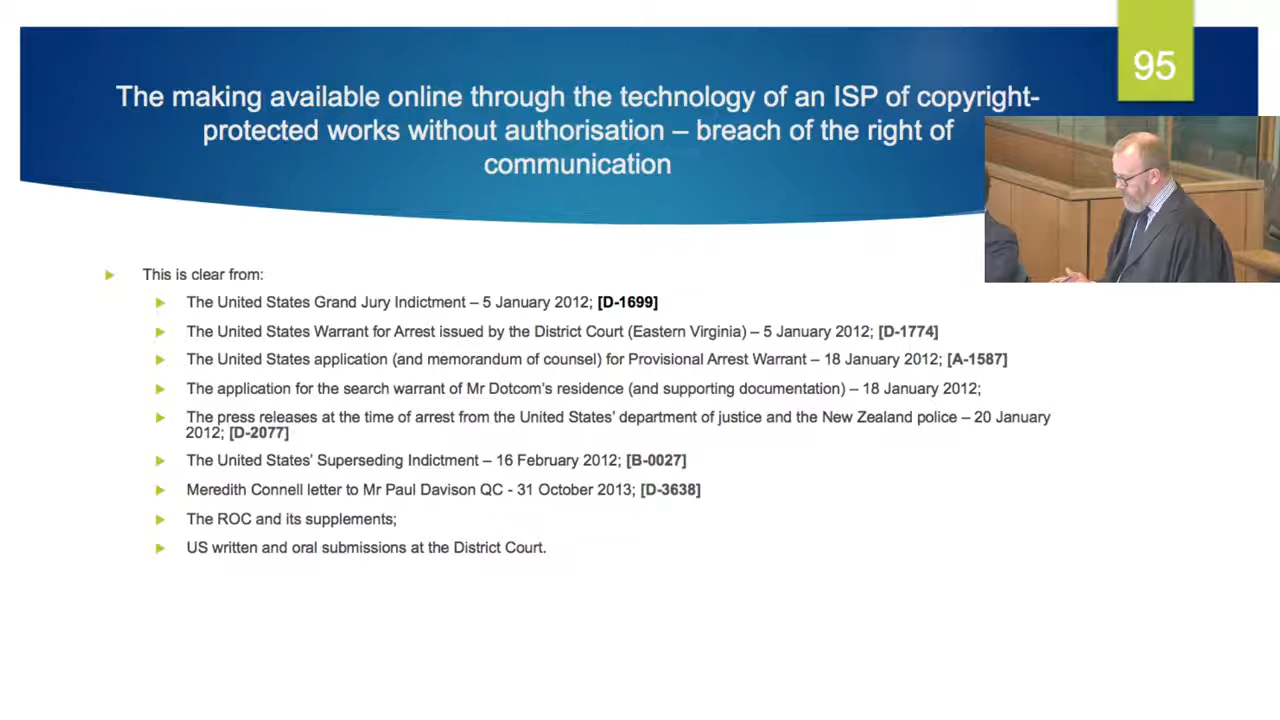 95
The making available online through the technology of an ISP of copyright-
protected works without authorisation – breach of the right of
communication
This is clear from:
The United States Grand Jury Indictment – 5 January 2012; [D-1699]
The United States Warrant for Arrest issued by the District Court (Eastern Virginia) – 5 January 2012; [D-1774]
The United States application (and memorandum of counsel) for Provisional Arrest Warrant – 18 January 2012; [A-1587]
The application for the search warrant of Mr Dotcom's residence (and supporting documentation) – 18 January 2012;
The press releases at the time of arrest from the United States' department of justice and the New Zealand police – 20 January
2012; [D-2077]
The United States' Superseding Indictment – 16 February 2012; [B-0027]
Meredith Connell letter to Mr Paul Davison QC - 31 October 2013; [D-3638]
The ROC and its supplements;
US written and oral submissions at the District Court.